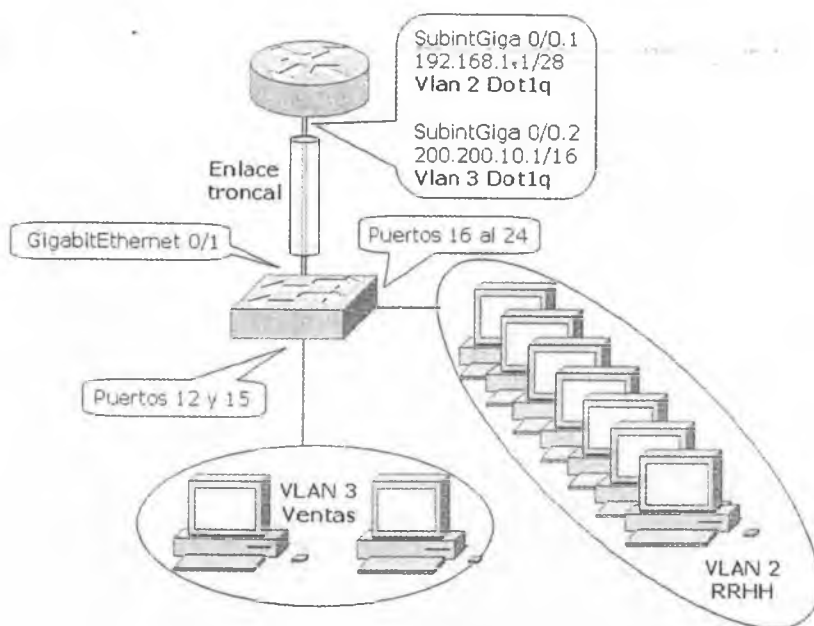 SubintGiga 0/0.1
192.168.1.1/28
Vlan 2 Dot1q
SubintGiga 0/0.2
200.200.10.1/16
Vlan 3 Dot1q
Enlace
troncal
GigabitEthernet 0/1
Puertos 16 al 24
Puertos 12 y 15
VLAN 3
Ventas
VLAN 2
RRHH